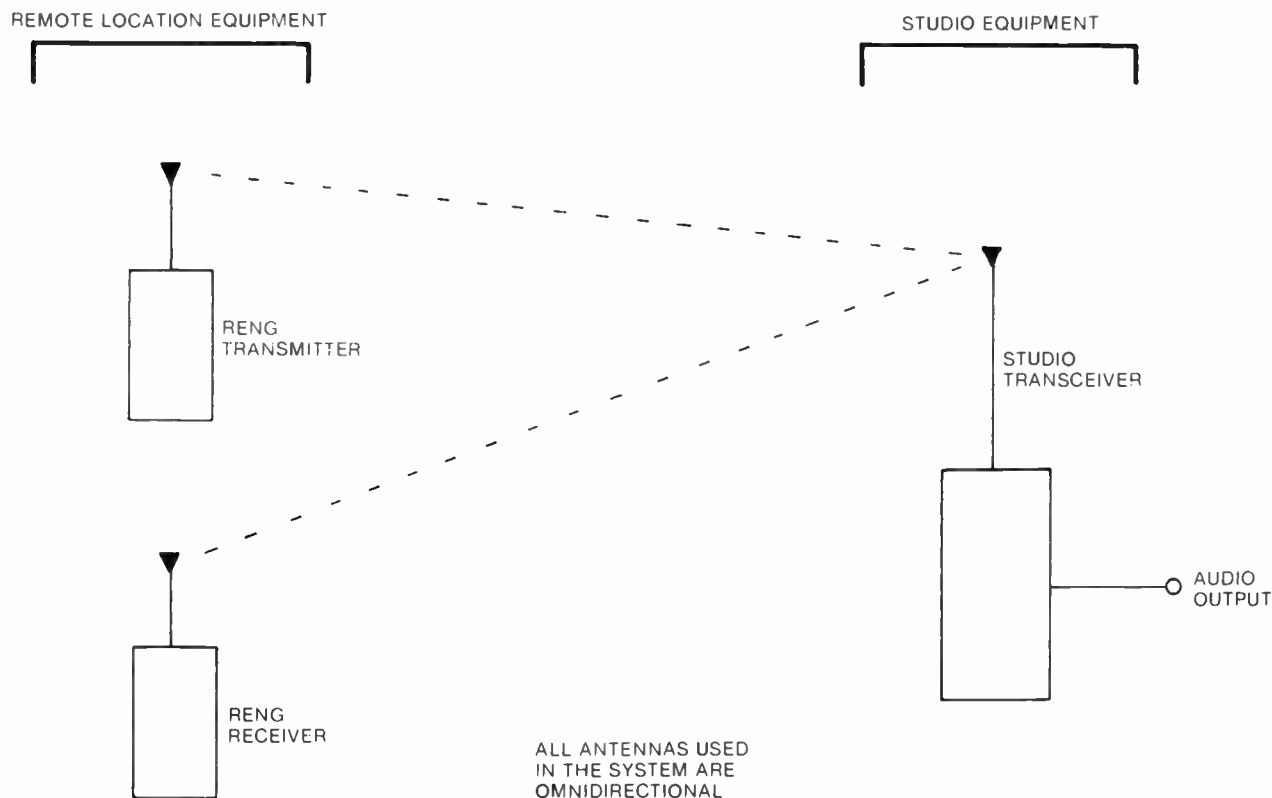 REMOTE LOCATION EQUIPMENT
STUDIO EQUIPMENT
RENG
TRANSMITTER
STUDIO
TRANSCEIVER
AUDIO
OUTPUT
RENG
RECEIVER
ALL ANTENNAS USED
IN THE SYSTEM ARE
OMNIDIRECTIONAL